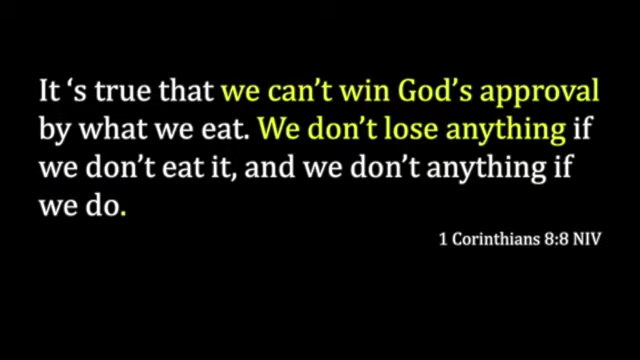 It ‘s true that we can’t win God’s approval
by what we eat. We don’t lose anything if
we don’t eat it, and we don’t anything if
we do.
1 Corinthians 8:8 NIV